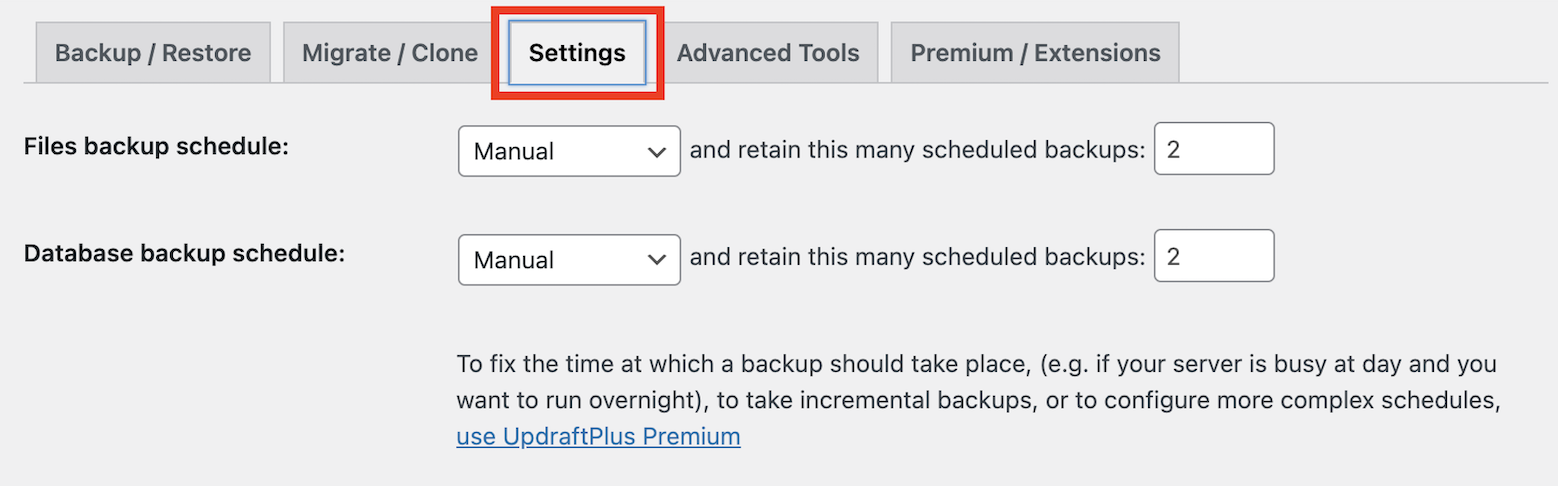 Backup / Restore Migrate / Clone Settings Advanced Tools Premium / Extensions
Files backup schedule: Manual and retain this many scheduled backups: 2
Database backup schedule: Manual and retain this many scheduled backups: 2
To fix the time at which a backup should take place, (e.g. if your server is busy at day and you
want to run overnight), to take incremental backups, or to configure more complex schedules,
use UpdraftPlus Premium